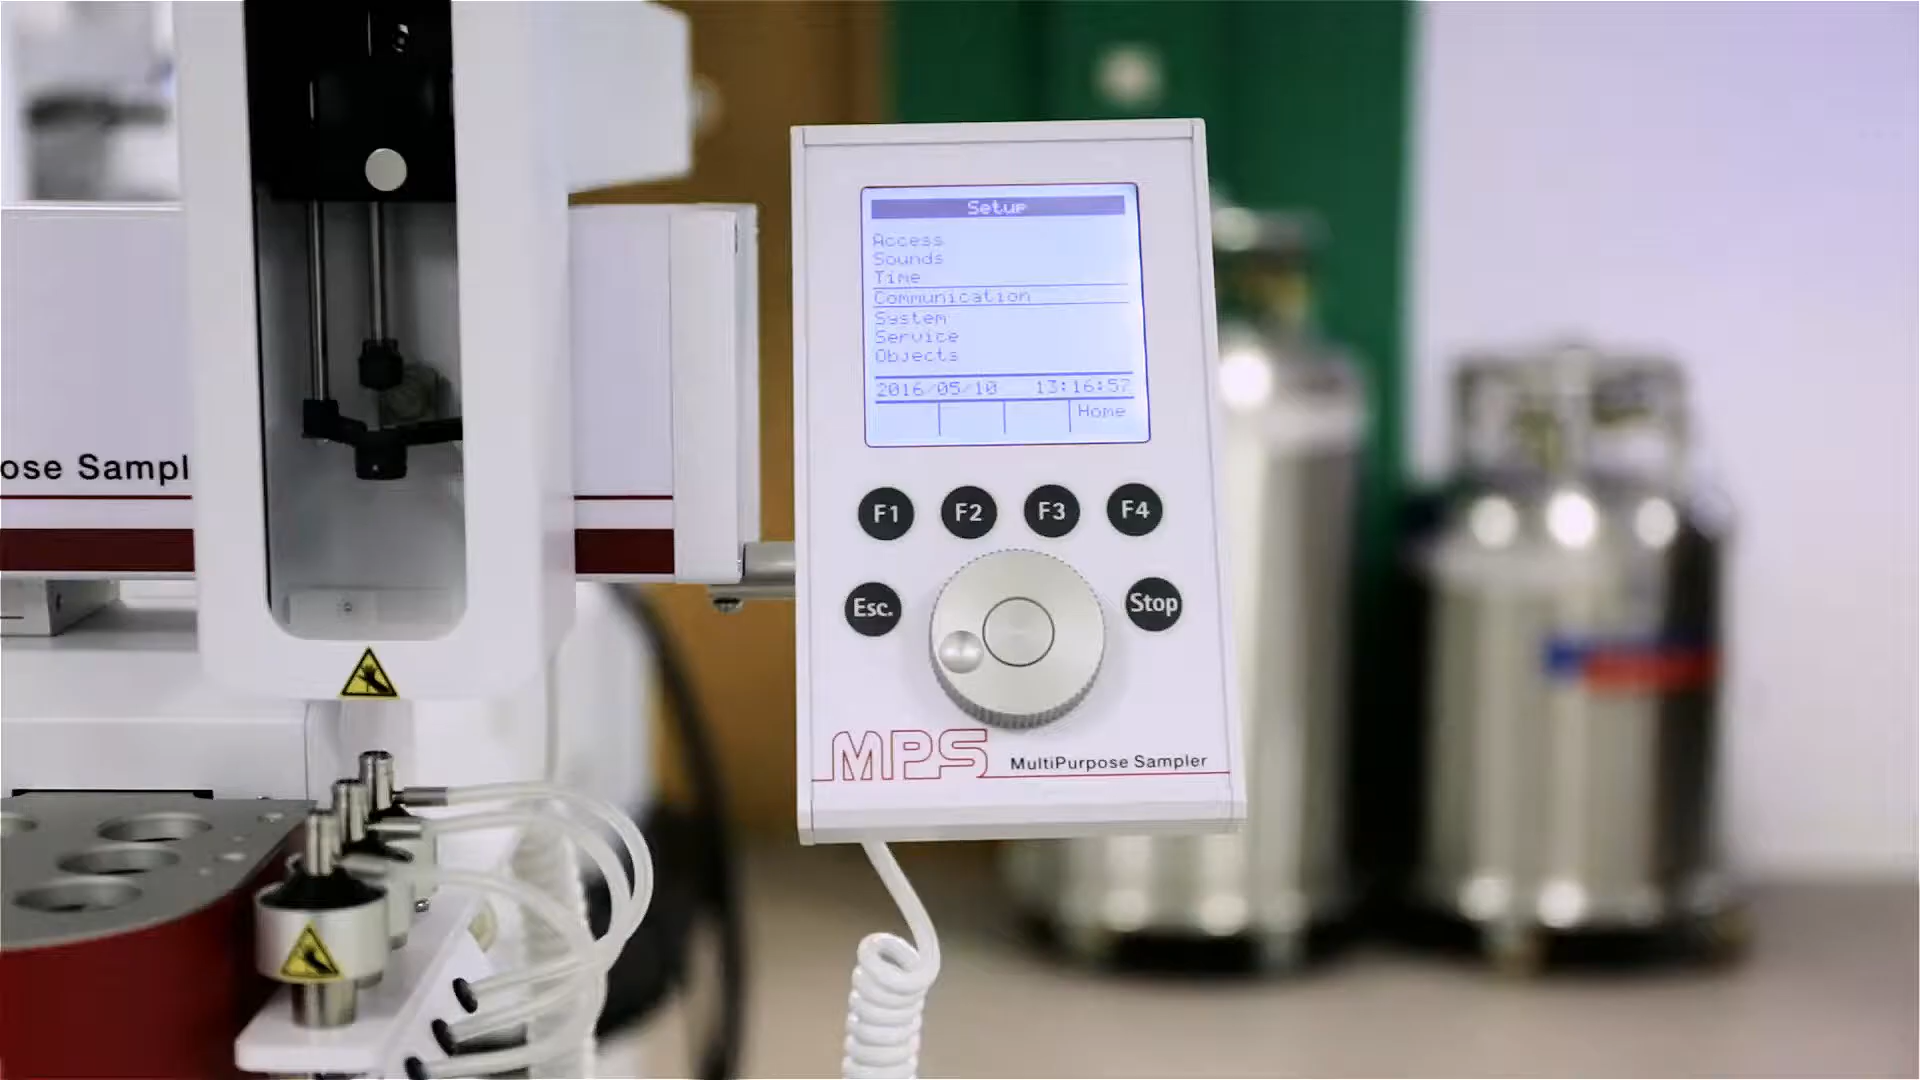 ose Sampl
Setup
Access
Sounds
Time
Communication
System
Service
Objects
2016/05/10 13:16:57
Home
F1 F2 F3 F4
Esc. Stop
MPS MultiPurpose Sampler